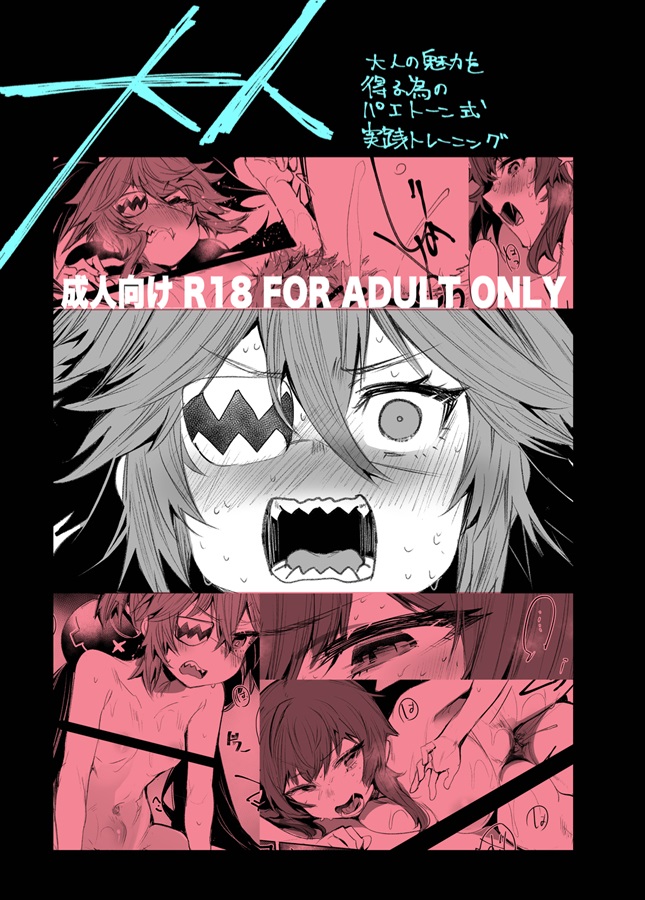 大人
大人の魅力を
得る為の
パエトーン式
実践トレーニング
成人向け R18 FOR ADULT ONLY